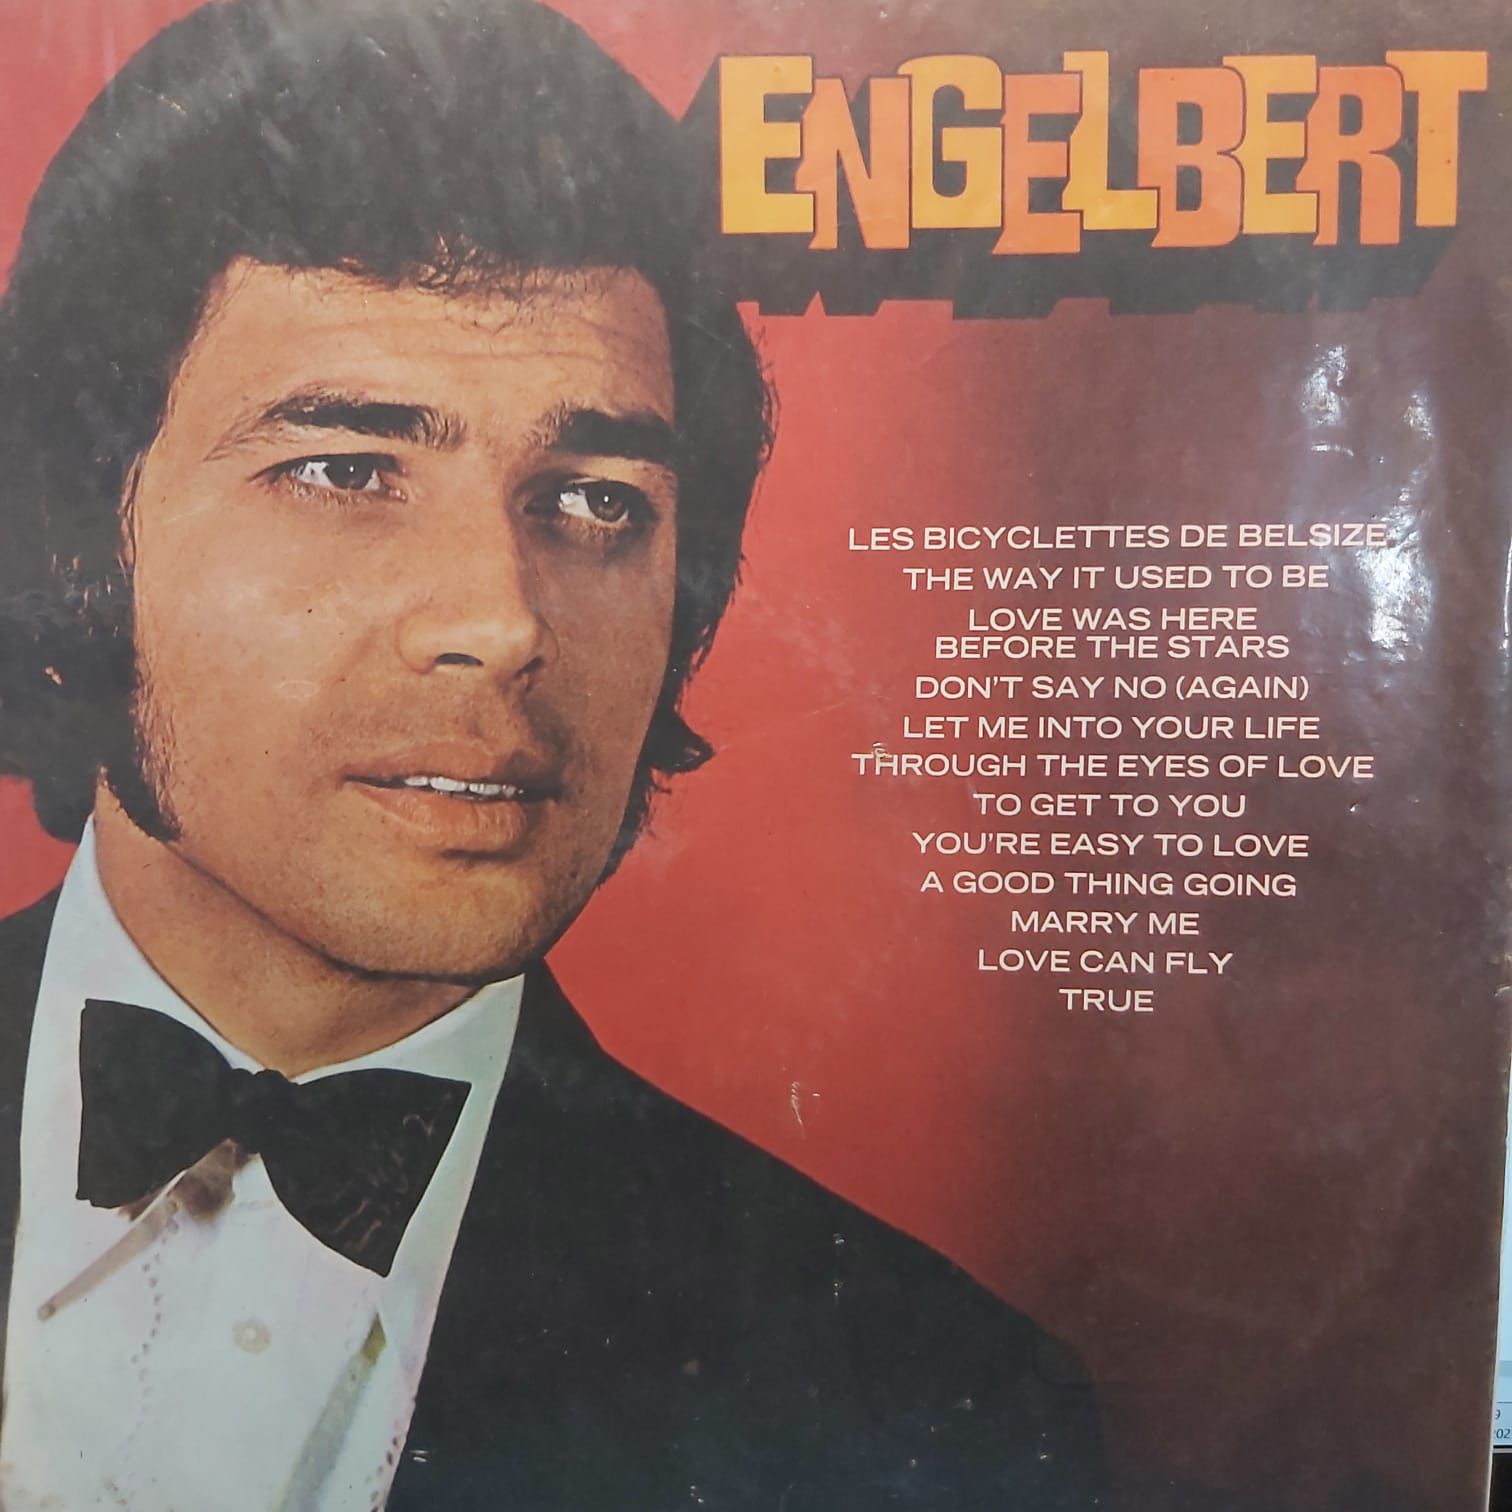 ENGELBERT
LES BICYCLETTES DE BELSIZE
THE WAY IT USED TO BE
LOVE WAS HERE
BEFORE THE STARS
DON'T SAY NO (AGAIN)
LET ME INTO YOUR LIFE
THROUGH THE EYES OF LOVE
TO GET TO YOU
YOU'RE EASY TO LOVE
A GOOD THING GOING
MARRY ME
LOVE CAN FLY
TRUE